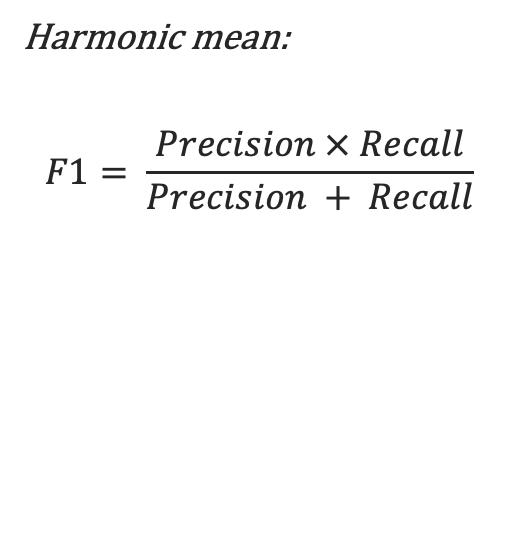 Harmonic mean:
F1 = Precision × Recall / Precision + Recall